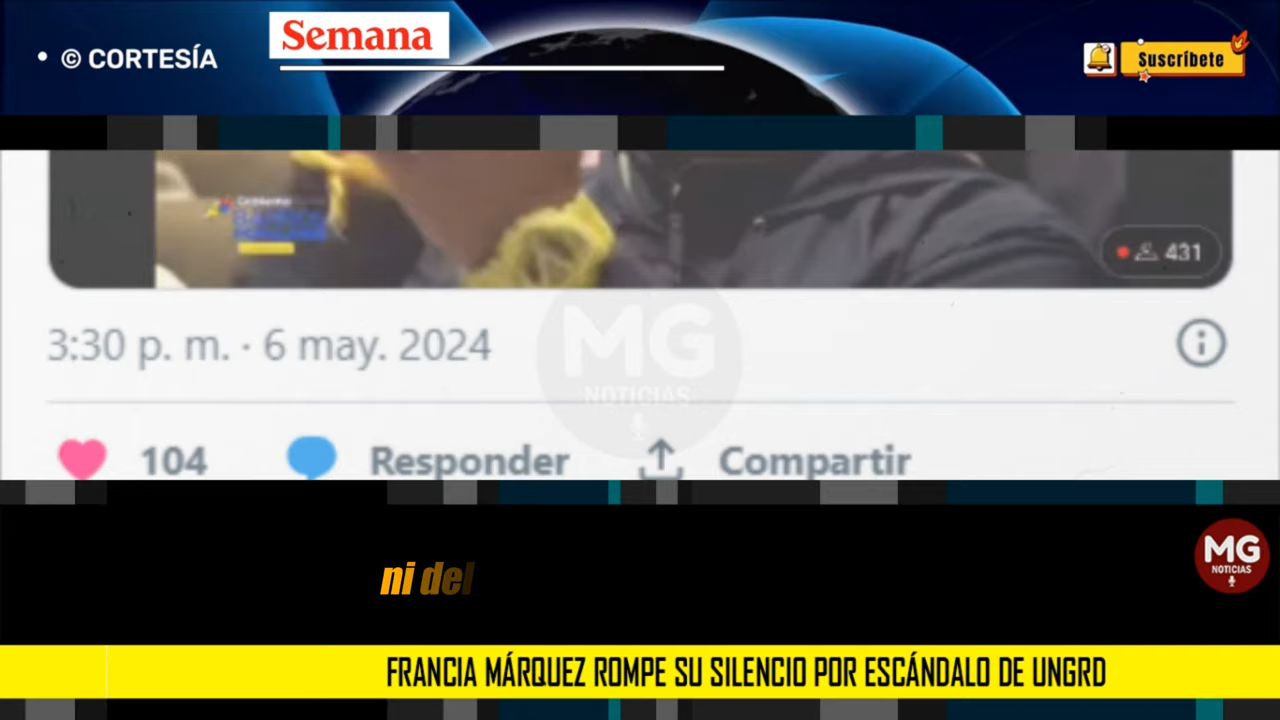 • © CORTESÍA
Semana
Suscríbete
431
3:30 p. m. · 6 may. 2024
MG
NOTICIAS
104
Responder
Compartir
MG
NOTICIAS
ni del
FRANCIA MÁRQUEZ ROMPE SU SILENCIO POR ESCÁNDALO DE UNGRD